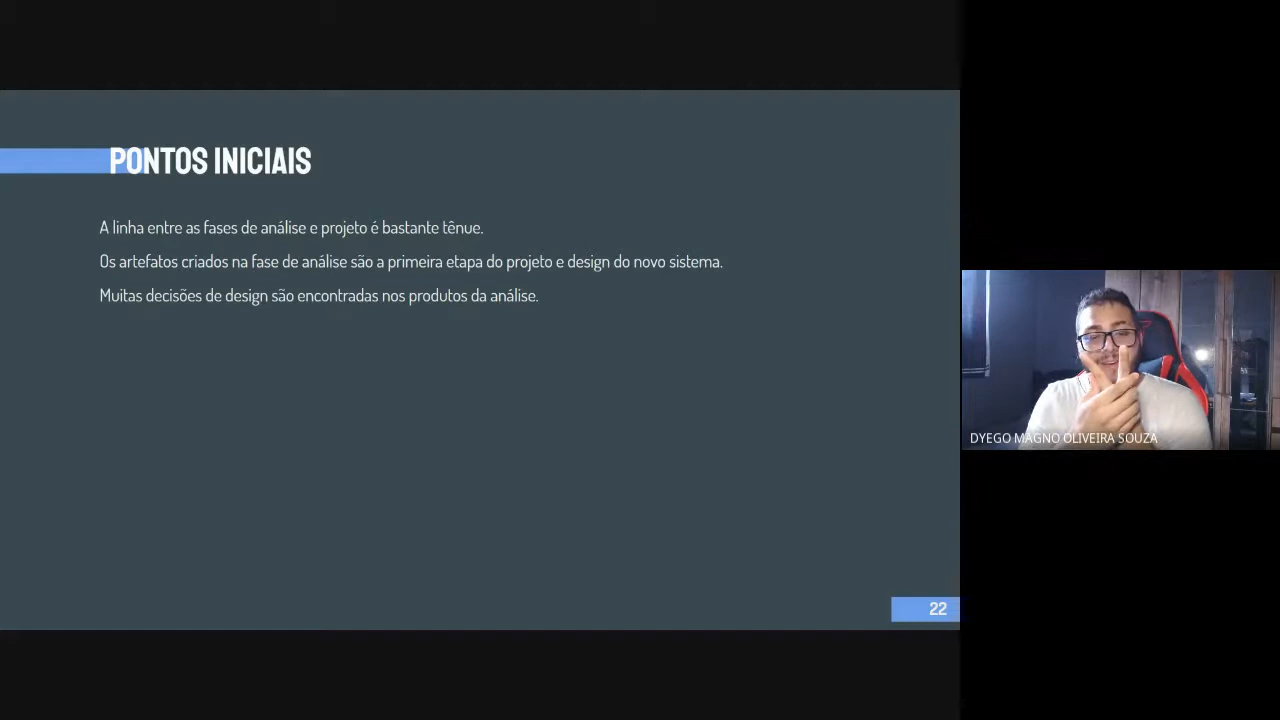 PONTOS INICIAIS
A linha entre as fases de análise e projeto é bastante tênue.
Os artefatos criados na fase de análise são a primeira etapa do projeto e design do novo sistema.
Muitas decisões de design são encontradas nos produtos da análise.
22
DYEGO MAGNO OLIVEIRA SOUZA